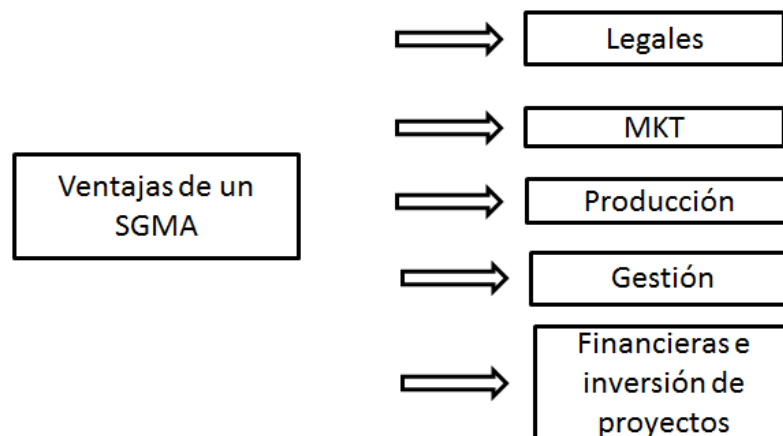 Legales
MKT
Ventajas de un
SGMA
Producción
Gestión
Financieras e
inversión de
proyectos